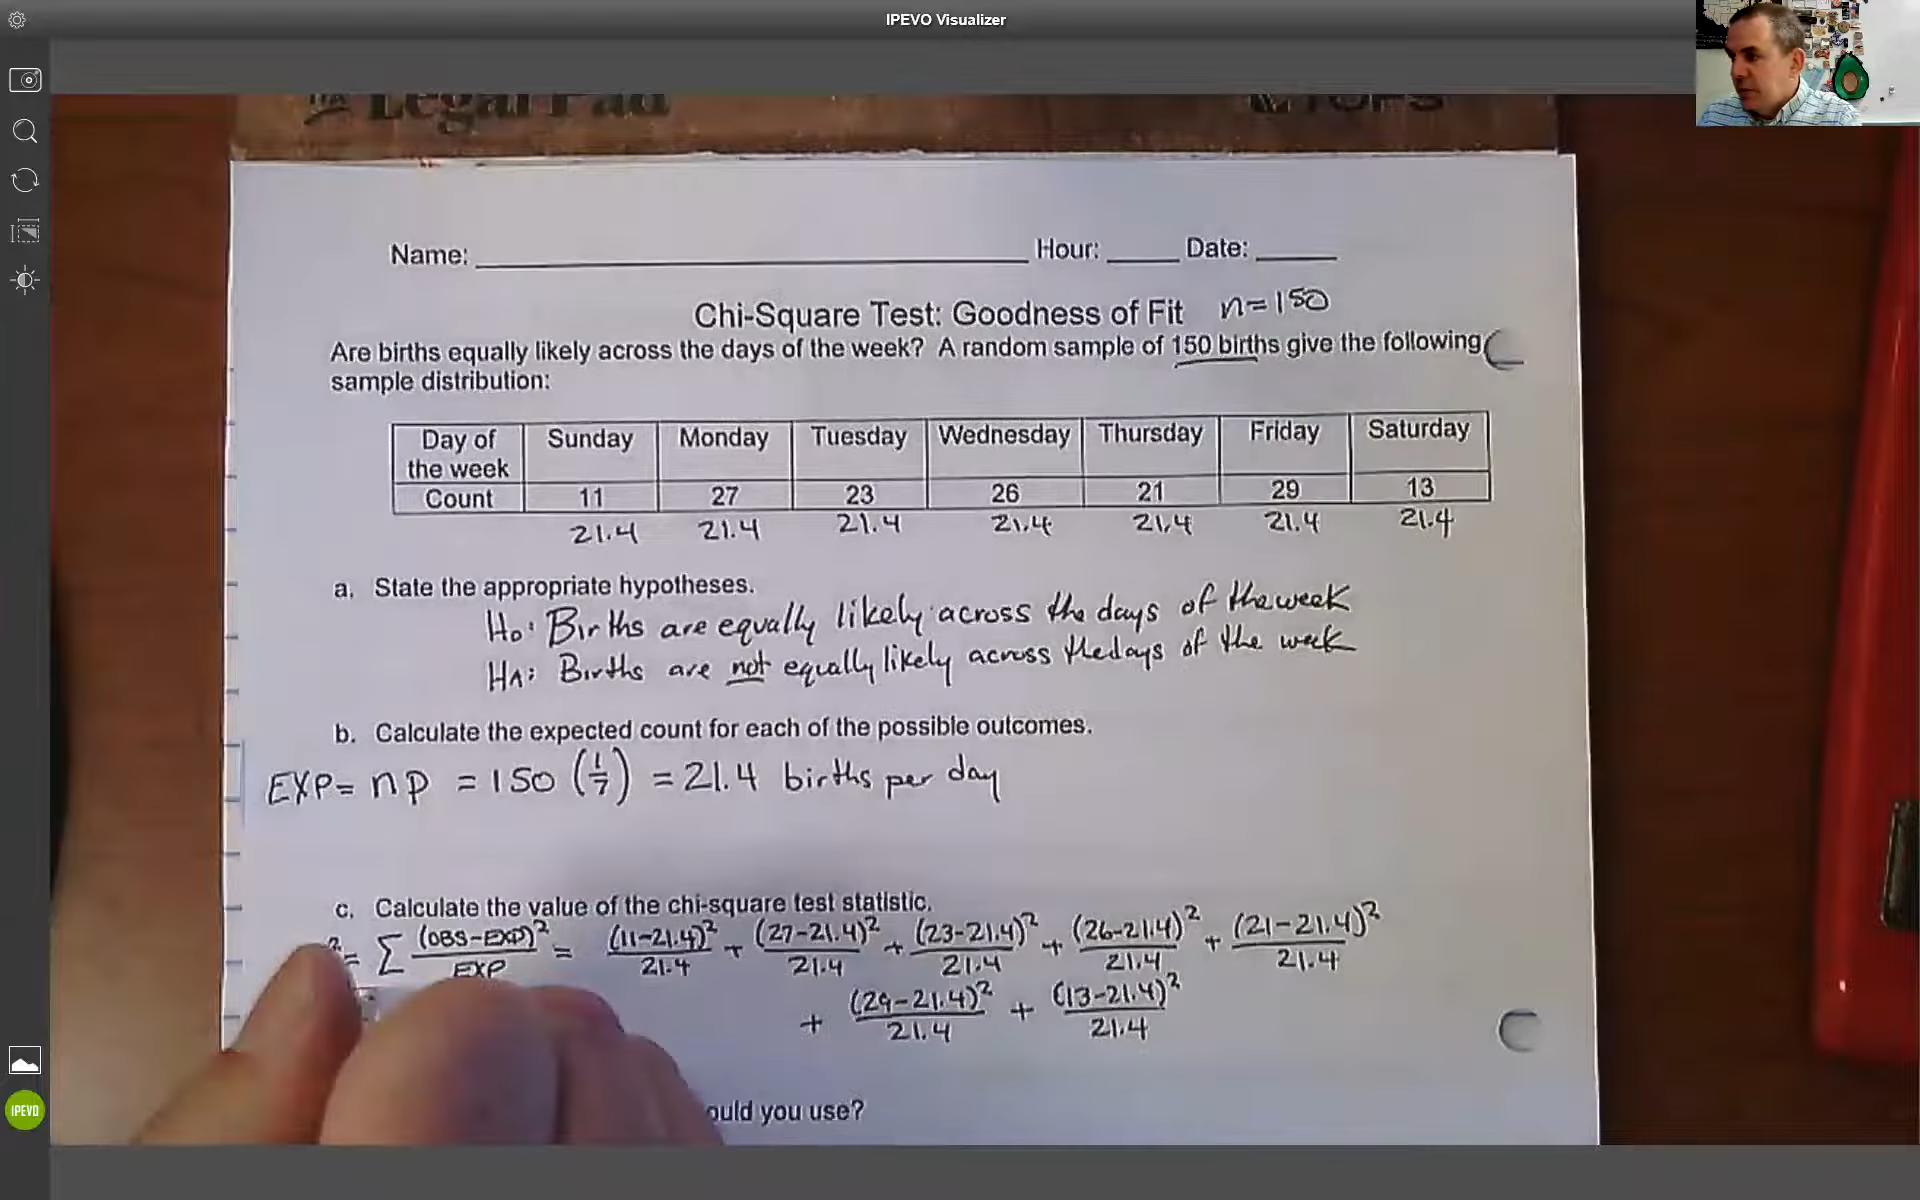 IPEVO Visualizer
The Legal Pad TOPS
Name: Hour: Date:
Chi-Square Test: Goodness of Fit n=150
Are births equally likely across the days of the week? A random sample of 150 births give the following
sample distribution:
Day of the week Sunday Monday Tuesday Wednesday Thursday Friday Saturday
Count 11 27 23 26 21 29 13
21.4 21.4 21.4 21.4 21.4 21.4 21.4
a. State the appropriate hypotheses.
Ho: Births are equally likely across the days of the week
HA: Births are not equally likely across the days of the week
b. Calculate the expected count for each of the possible outcomes.
EXP = np = 150 (1/7) = 21.4 births per day
c. Calculate the value of the chi-square test statistic.
2 = Σ (OBS-EXP)²/EXP = (11-21.4)²/21.4 + (27-21.4)²/21.4 + (23-21.4)²/21.4 + (26-21.4)²/21.4 + (21-21.4)²/21.4
+ (29-21.4)²/21.4 + (13-21.4)²/21.4
ould you use?
IPEVO